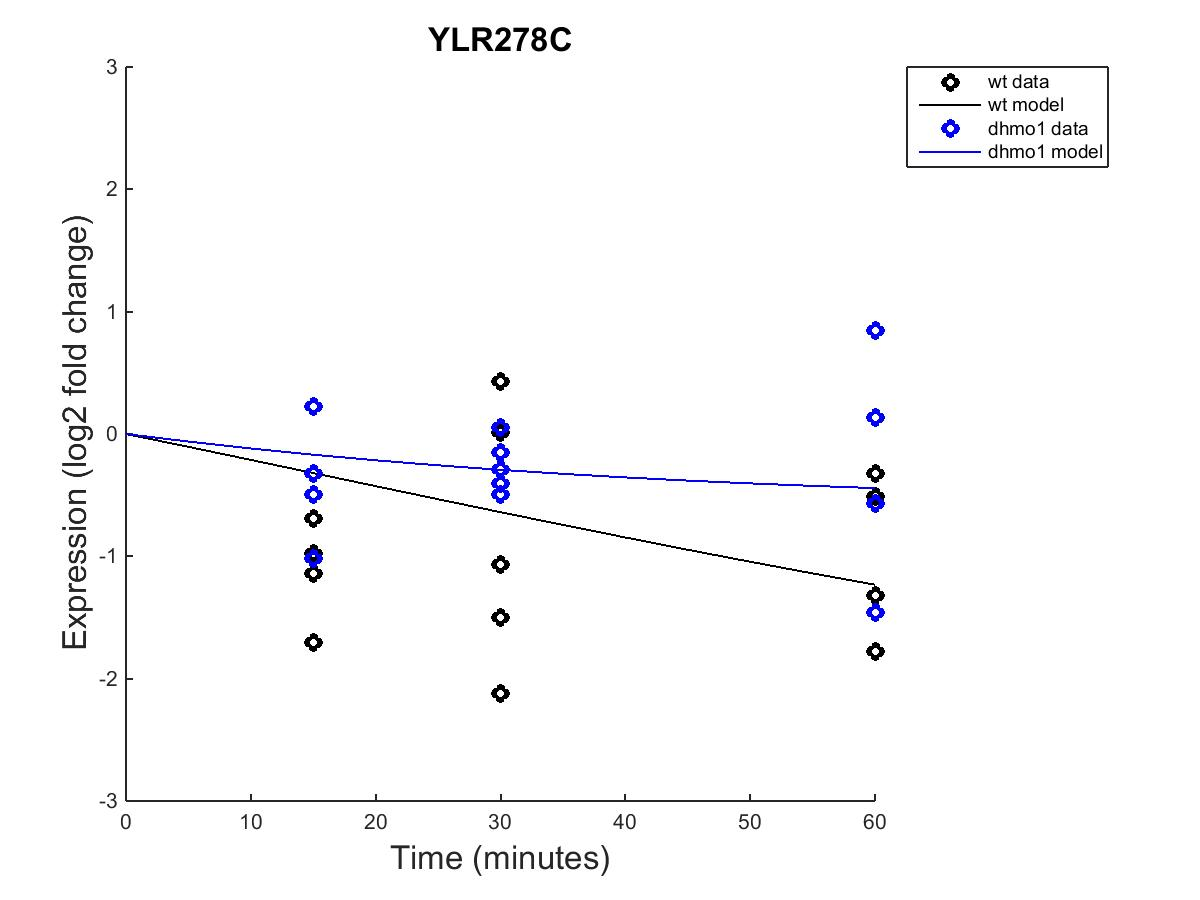 YLR278C
3
2
1
0
-1
-2
-3
Expression (log2 fold change)
0 10 20 30 40 50 60
Time (minutes)
wt data
wt model
dhmo1 data
dhmo1 model